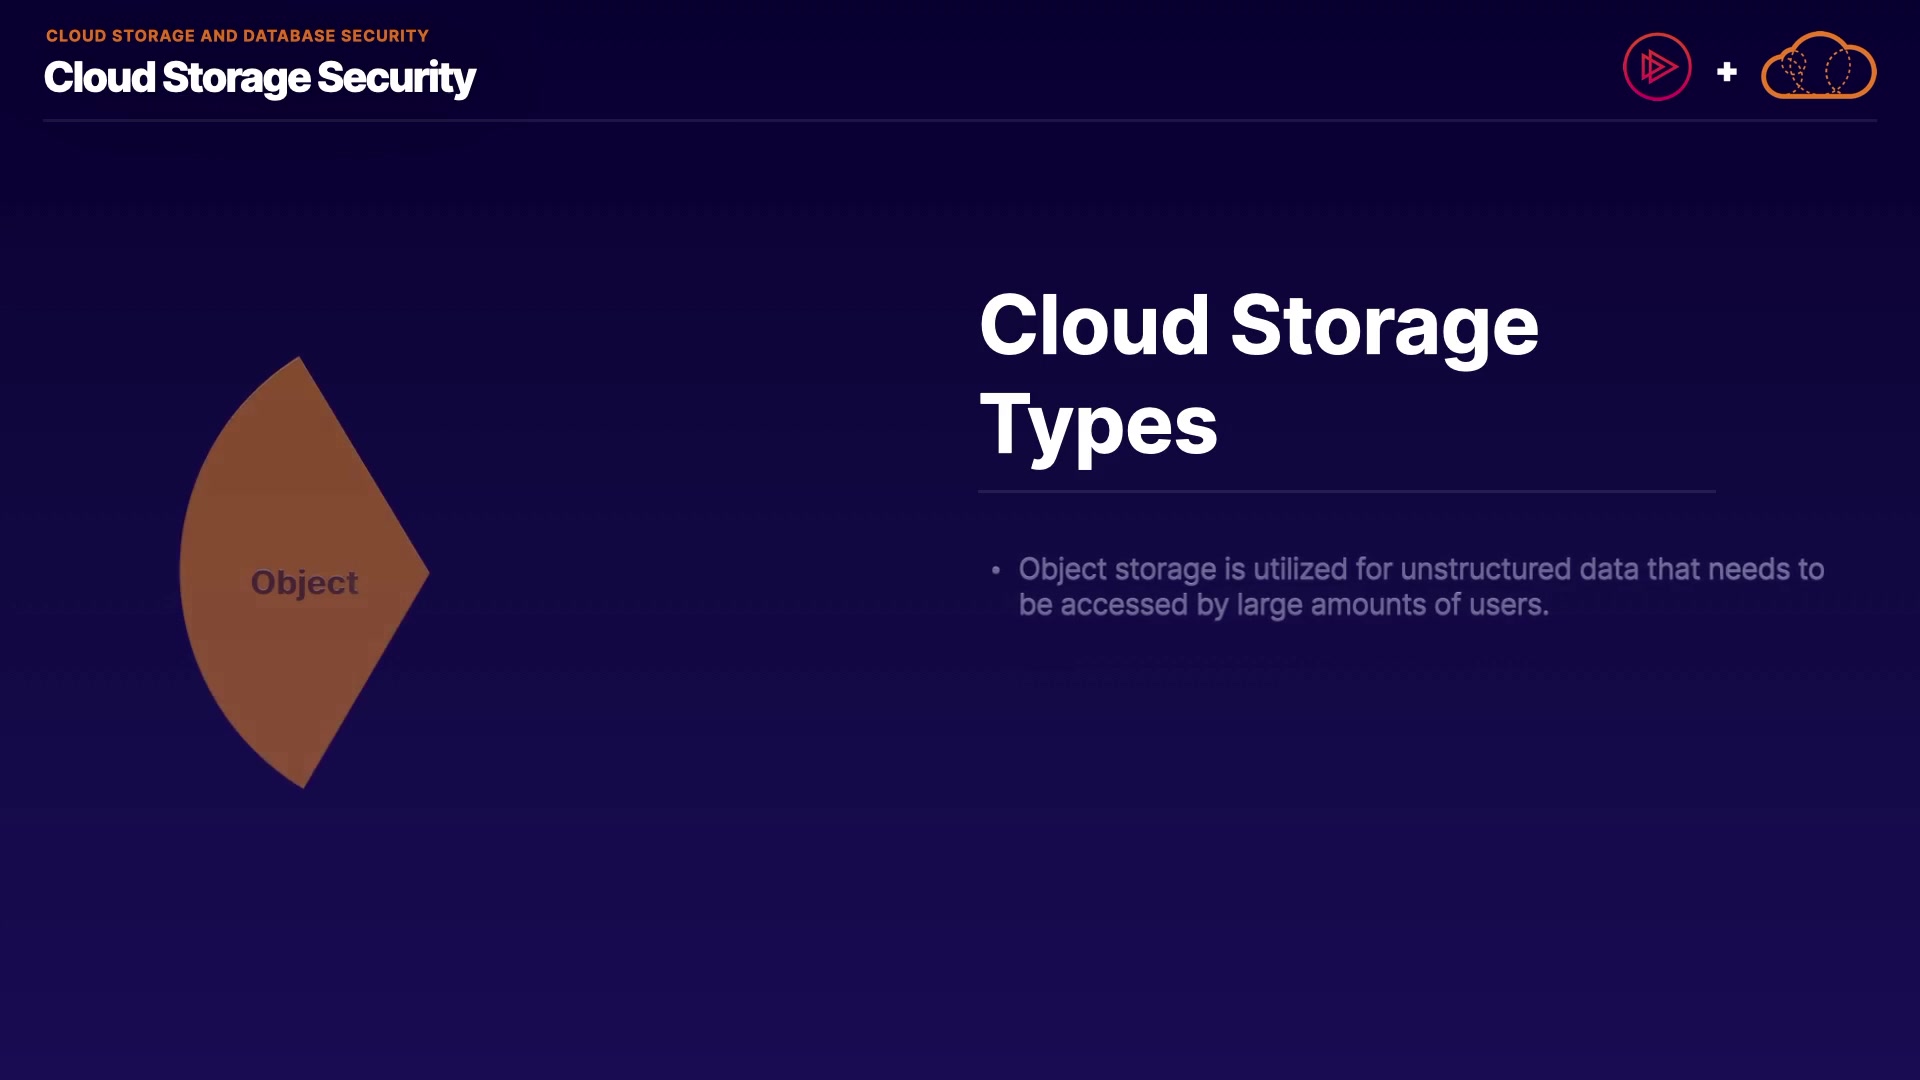 CLOUD STORAGE AND DATABASE SECURITY
Cloud Storage Security
+
Cloud Storage
Types
Object
• Object storage is utilized for unstructured data that needs to
be accessed by large amounts of users.